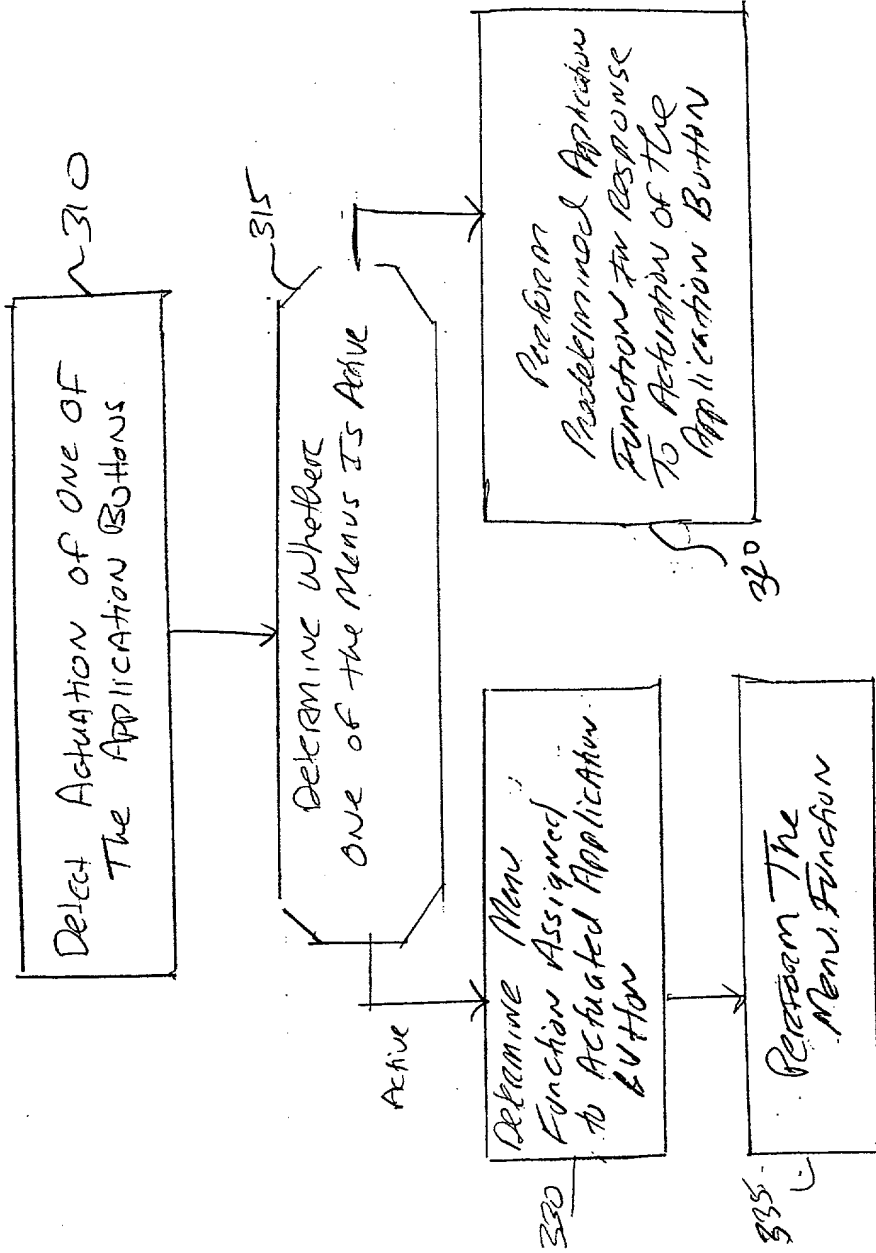 Detect Actuation of One of
The Application Buttons
310
Determine Whether
One of the Menus Is Active
315
Active
Determine Menu
Function Assigned
to Actuated Application
Button
330
Perform The
Menu Function
335
Perform
Predetermined Application
Function In Response
To Actuation of the
Application Button
320